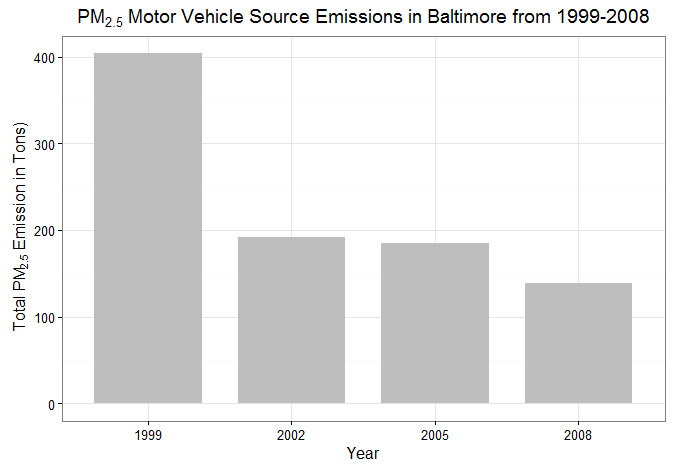 PM2.5 Motor Vehicle Source Emissions in Baltimore from 1999-2008
Total PM2.5 Emission in Tons)
400
300
200
100
0
1999 2002 2005 2008
Year